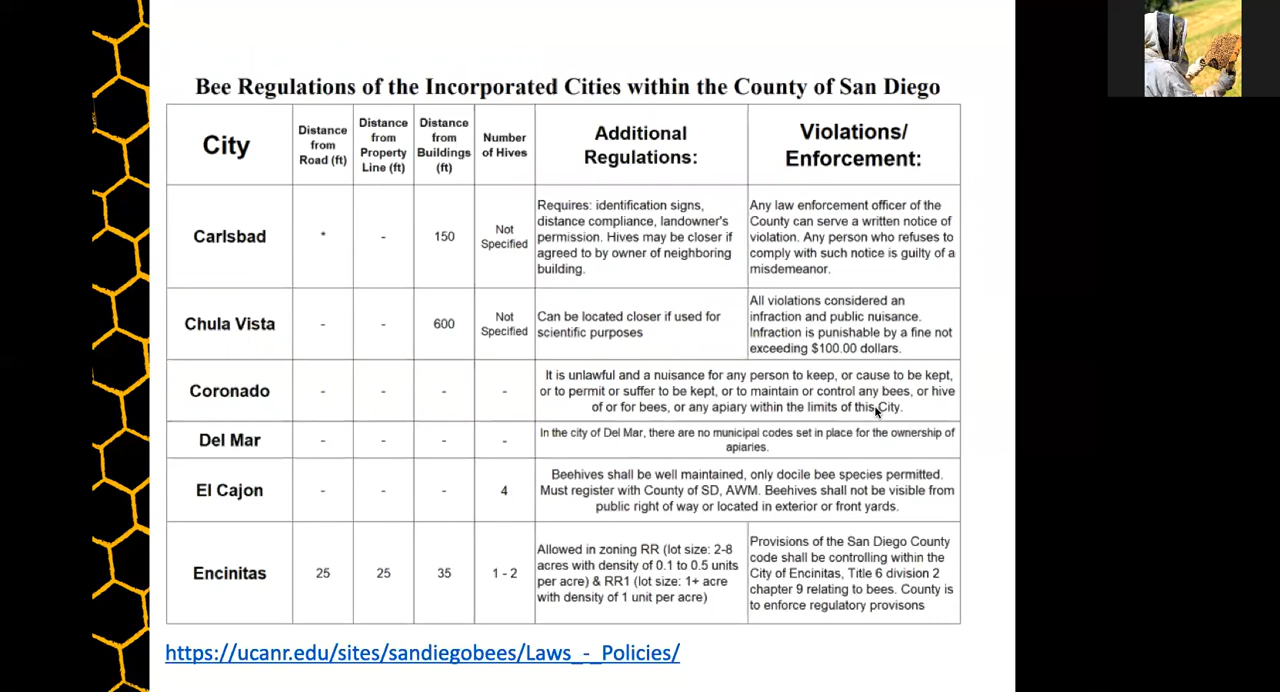 Bee Regulations of the Incorporated Cities within the County of San Diego
City
Distance
from
Road (ft)
Distance
from
Property
Line (ft)
Distance
from
Buildings
(ft)
Number
of Hives
Additional
Regulations:
Violations/
Enforcement:
Carlsbad
*
-
150
Not
Specified
Requires: identification signs,
distance compliance, landowner's
permission. Hives may be closer if
agreed to by owner of neighboring
building.
Any law enforcement officer of the
County can serve a written notice of
violation. Any person who refuses to
comply with such notice is guilty of a
misdemeanor.
Chula Vista
-
-
600
Not
Specified
Can be located closer if used for
scientific purposes
All violations considered an
infraction and public nuisance.
Infraction is punishable by a fine not
exceeding $100.00 dollars.
Coronado
-
-
-
-
It is unlawful and a nuisance for any person to keep, or cause to be kept,
or to permit or suffer to be kept, or to maintain or control any bees, or hive
of or for bees, or any apiary within the limits of this City.
Del Mar
-
-
-
-
In the city of Del Mar, there are no municipal codes set in place for the ownership of
apiaries.
El Cajon
-
-
-
4
Beehives shall be well maintained, only docile bee species permitted.
Must register with County of SD, AWM. Beehives shall not be visible from
public right of way or located in exterior or front yards.
Encinitas
25
25
35
1 - 2
Allowed in zoning RR (lot size: 2-8
acres with density of 0.1 to 0.5 units
per acre) & RR1 (lot size: 1+ acre
with density of 1 unit per acre)
Provisions of the San Diego County
code shall be controlling within the
City of Encinitas, Title 6 division 2
chapter 9 relating to bees. County is
to enforce regulatory provisons
https://ucanr.edu/sites/sandiegobees/Laws_-_Policies/